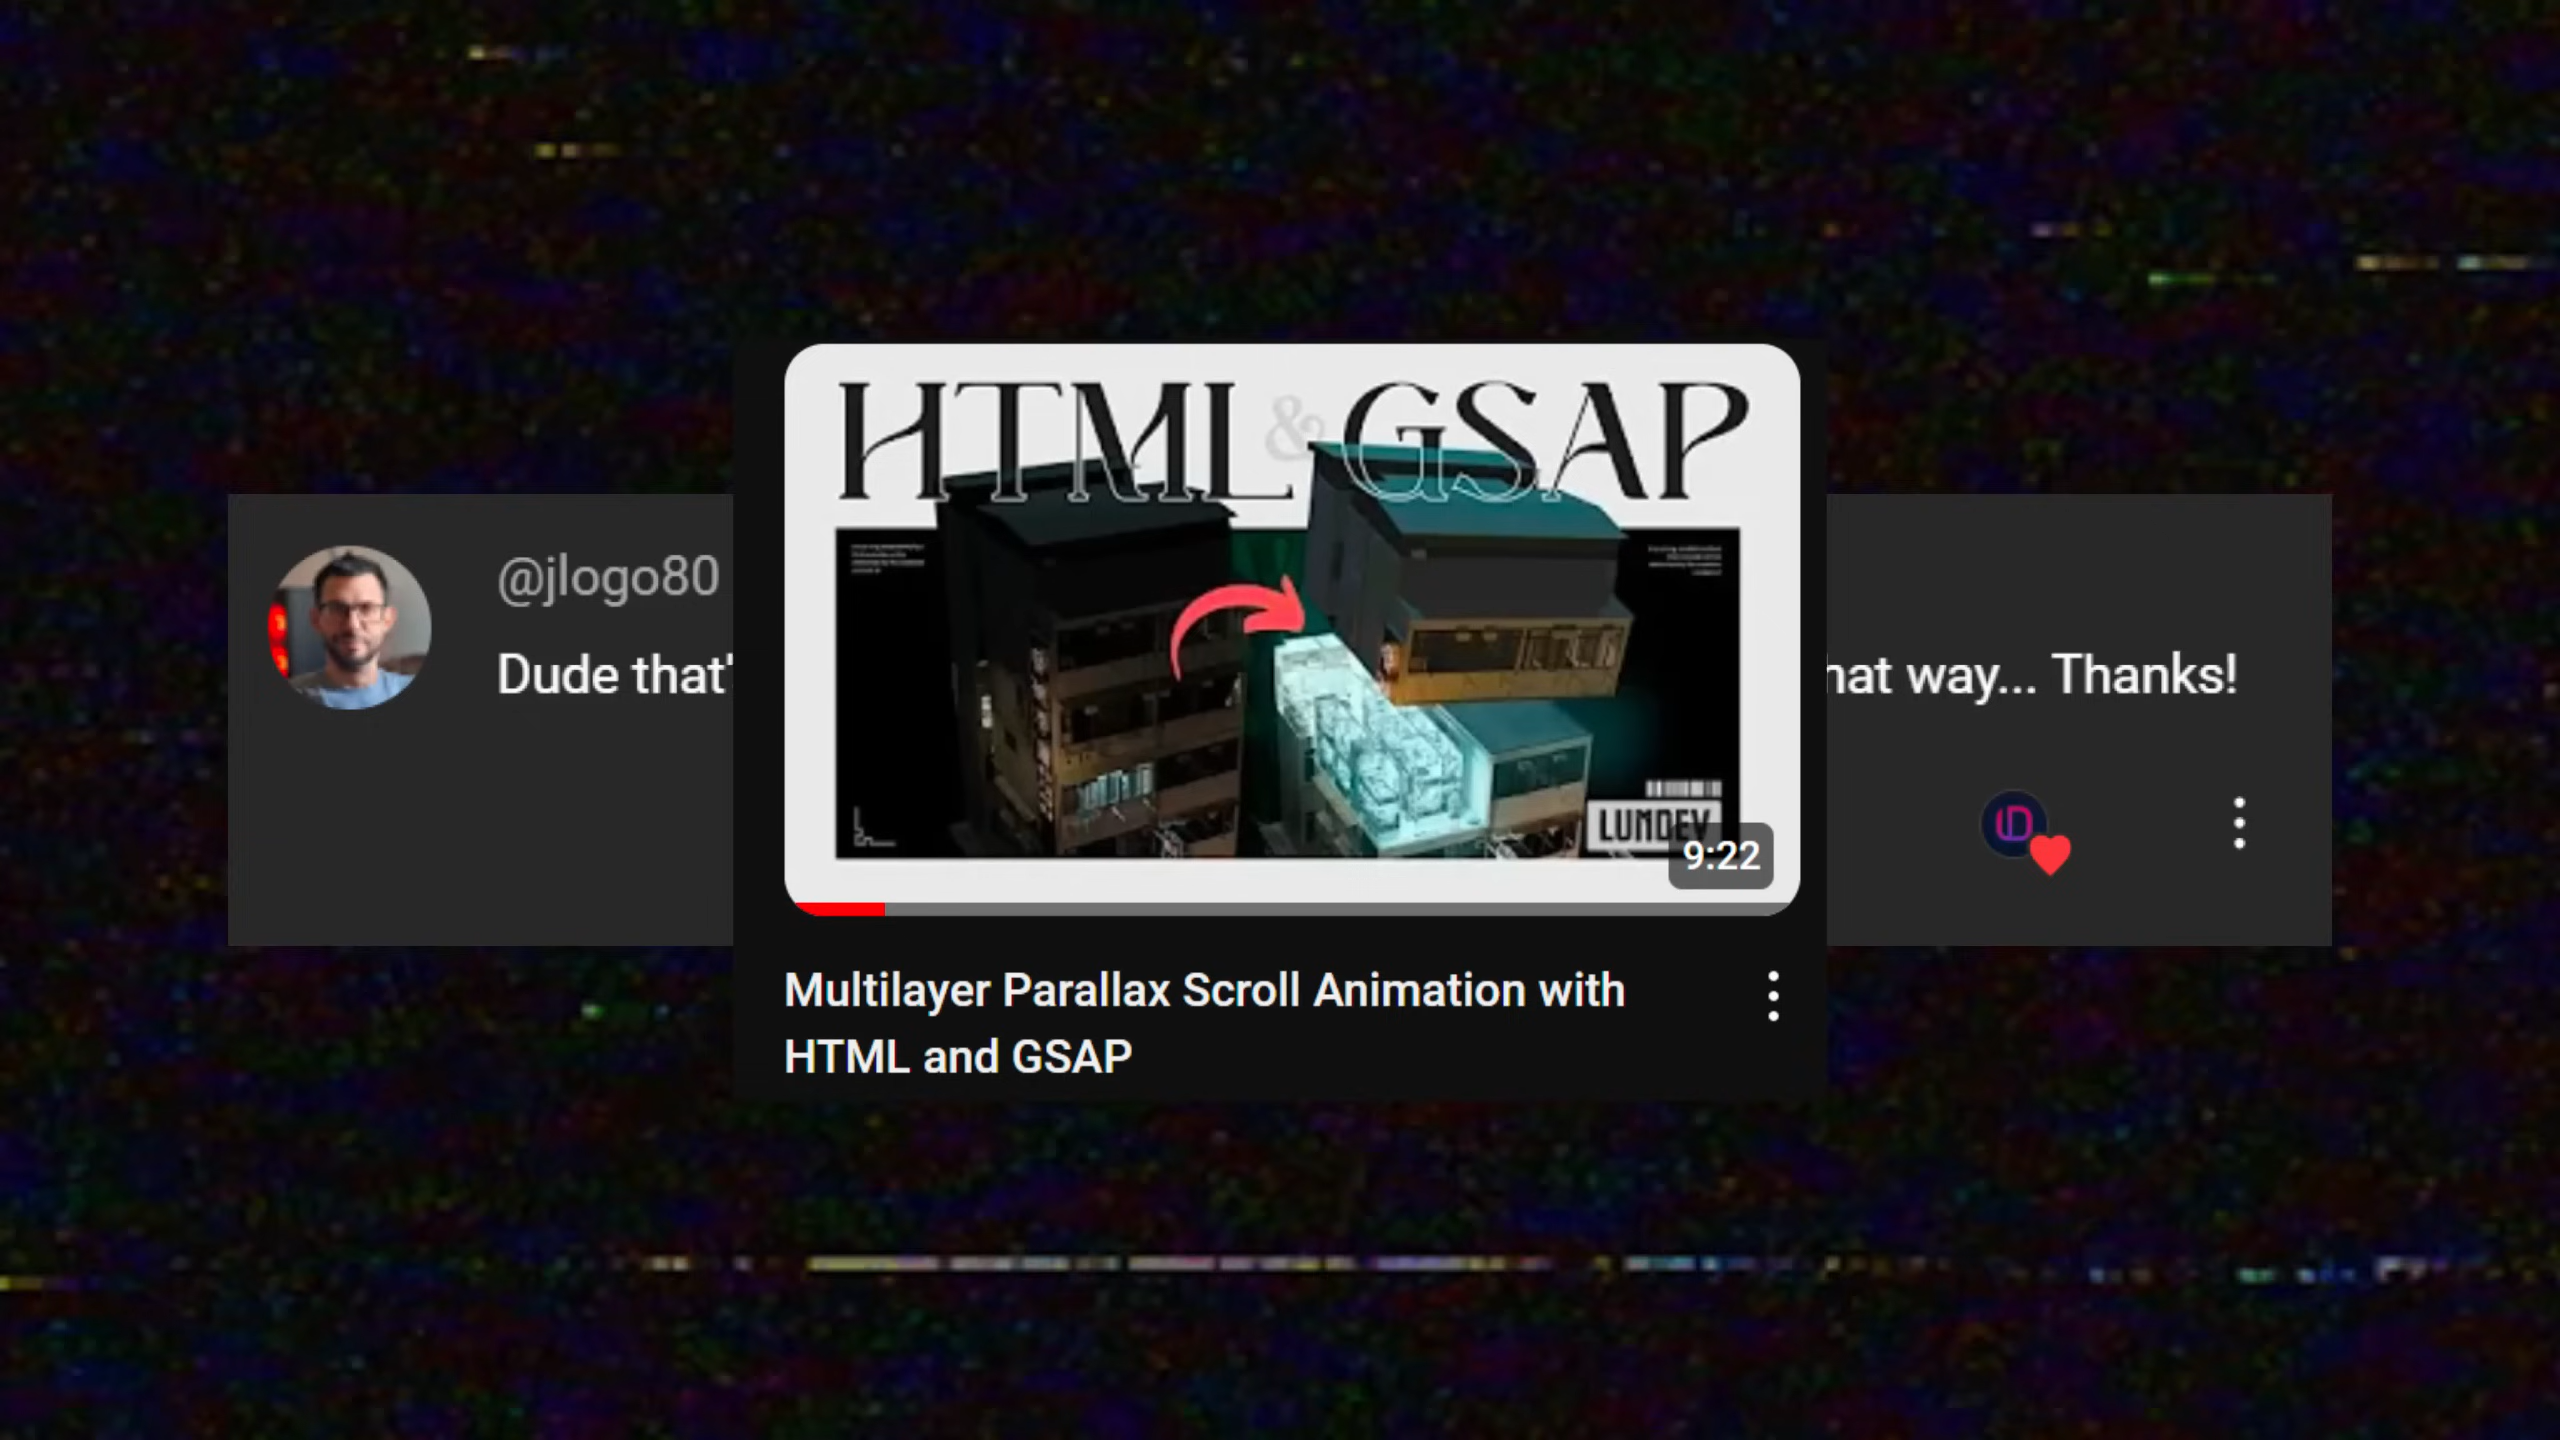 HTML & GSAP
@jlogo80
Dude that'
hat way... Thanks!
LUNDEV
9:22
Multilayer Parallax Scroll Animation with
HTML and GSAP